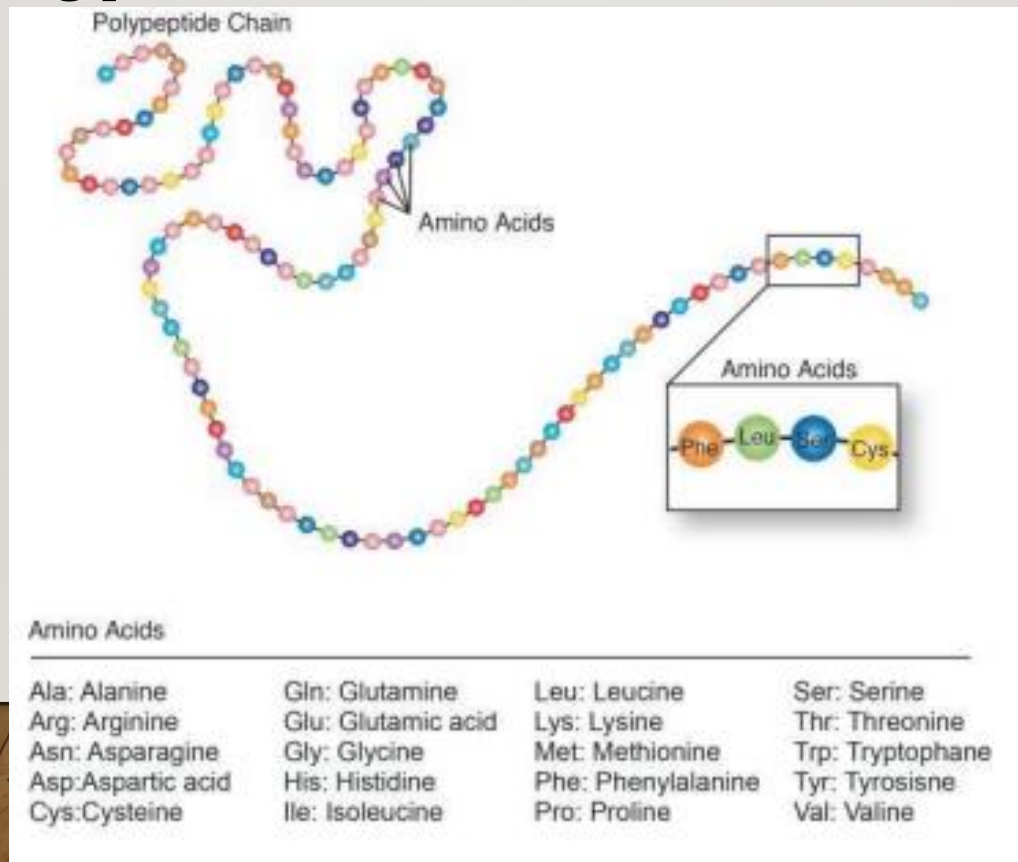 Polypeptide Chain
Amino Acids
Amino Acids
Phe Leu Ser Cys
Amino Acids
Ala: Alanine Gln: Glutamine Leu: Leucine Ser: Serine
Arg: Arginine Glu: Glutamic acid Lys: Lysine Thr: Threonine
Asn: Asparagine Gly: Glycine Met: Methionine Trp: Tryptophane
Asp:Aspartic acid His: Histidine Phe: Phenylalanine Tyr: Tyrosisne
Cys:Cysteine Ile: Isoleucine Pro: Proline Val: Valine